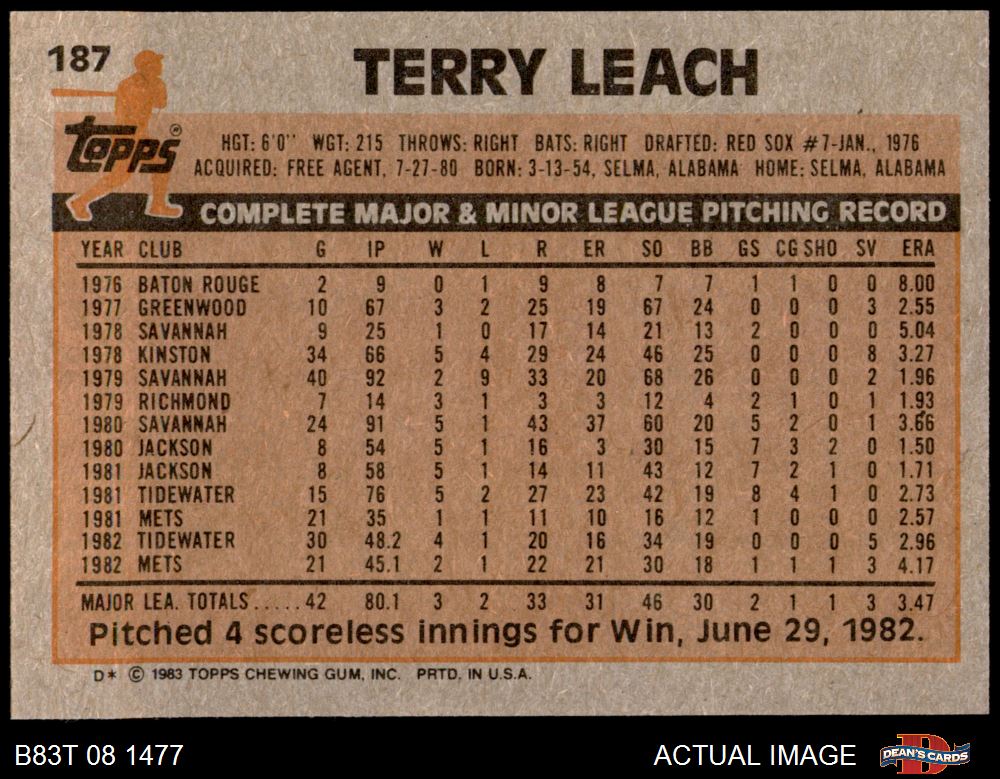 187
TERRY LEACH
Topps®
HGT: 6'0" WGT: 215 THROWS: RIGHT BATS: RIGHT DRAFTED: RED SOX #7-JAN., 1976
ACQUIRED: FREE AGENT, 7-27-80 BORN: 3-13-54, SELMA, ALABAMA HOME: SELMA, ALABAMA
COMPLETE MAJOR & MINOR LEAGUE PITCHING RECORD
YEAR CLUB G IP W L R ER SO BB GS CG SHO SV ERA
1976 BATON ROUGE 2 9 0 1 9 8 7 7 1 1 0 0 8.00
1977 GREENWOOD 10 67 3 2 25 19 67 24 0 0 0 3 2.55
1978 SAVANNAH 9 25 1 0 17 14 21 13 2 0 0 0 5.04
1978 KINSTON 34 66 5 4 29 24 46 25 0 0 0 8 3.27
1979 SAVANNAH 40 92 2 9 33 20 68 26 0 0 0 2 1.96
1979 RICHMOND 7 14 3 1 3 3 12 4 2 1 0 1 1.93
1980 SAVANNAH 24 91 5 1 43 37 60 20 5 2 0 1 3.66
1980 JACKSON 8 54 5 1 16 3 30 15 7 3 2 0 1.50
1981 JACKSON 8 58 5 1 14 11 43 12 7 2 1 0 1.71
1981 TIDEWATER 15 76 5 2 27 23 42 19 8 4 1 0 2.73
1981 METS 21 35 1 1 11 10 16 12 1 0 0 0 2.57
1982 TIDEWATER 30 48.2 4 1 20 16 34 19 0 0 0 5 2.96
1982 METS 21 45.1 2 1 22 21 30 18 1 1 1 3 4.17
MAJOR LEA. TOTALS.....42 80.1 3 2 33 31 46 30 2 1 1 3 3.47
Pitched 4 scoreless innings for Win, June 29, 1982.
D* © 1983 TOPPS CHEWING GUM, INC. PRTD. IN U.S.A.
B83T 08 1477 ACTUAL IMAGE DEAN'S CARDS